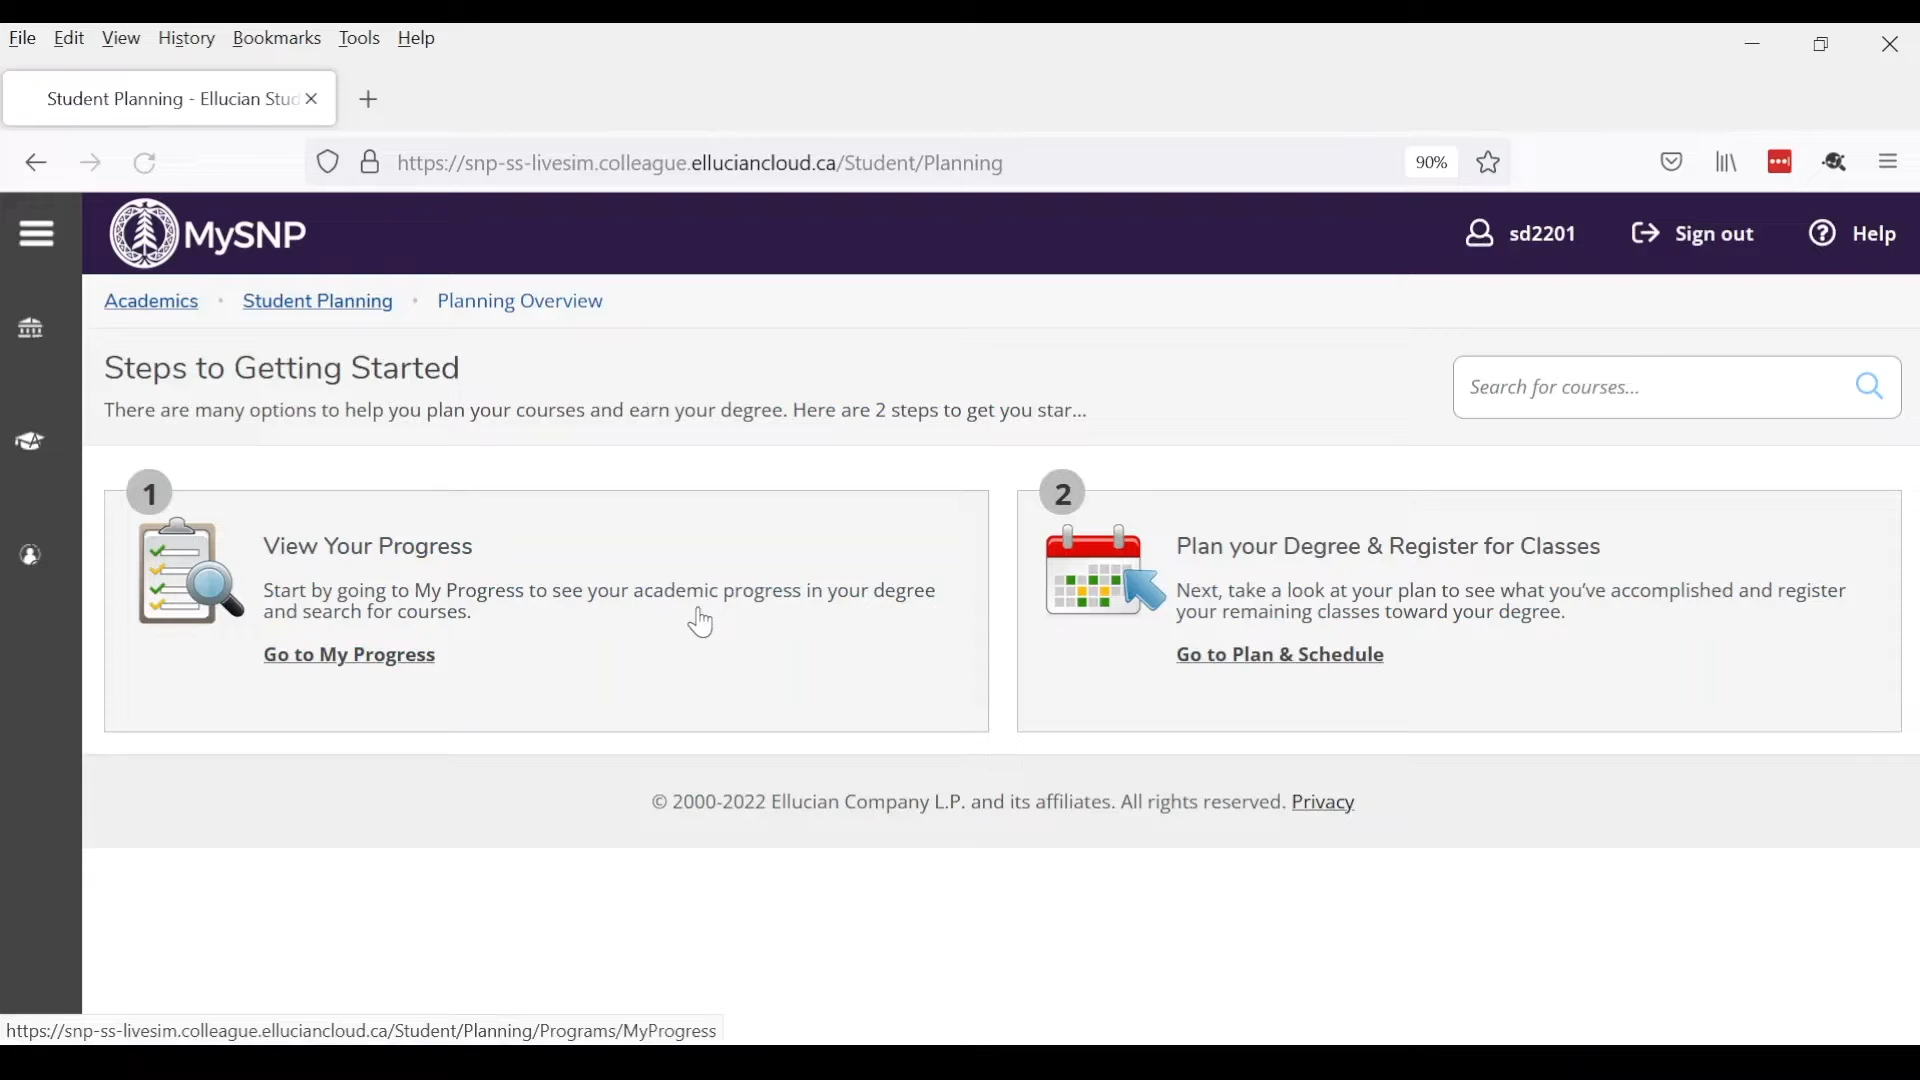 File Edit View History Bookmarks Tools Help
Student Planning - Ellucian Stud
https://snp-ss-livesim.colleague.elluciancloud.ca/Student/Planning
90%
MySNP
sd2201
Sign out
Help
Academics
Student Planning
Planning Overview
Steps to Getting Started
There are many options to help you plan your courses and earn your degree. Here are 2 steps to get you star...
Search for courses...
1
View Your Progress
Start by going to My Progress to see your academic progress in your degree
and search for courses.
Go to My Progress
2
Plan your Degree & Register for Classes
Next, take a look at your plan to see what you've accomplished and register
your remaining classes toward your degree.
Go to Plan & Schedule
© 2000-2022 Ellucian Company L.P. and its affiliates. All rights reserved. Privacy
https://snp-ss-livesim.colleague.elluciancloud.ca/Student/Planning/Programs/MyProgress